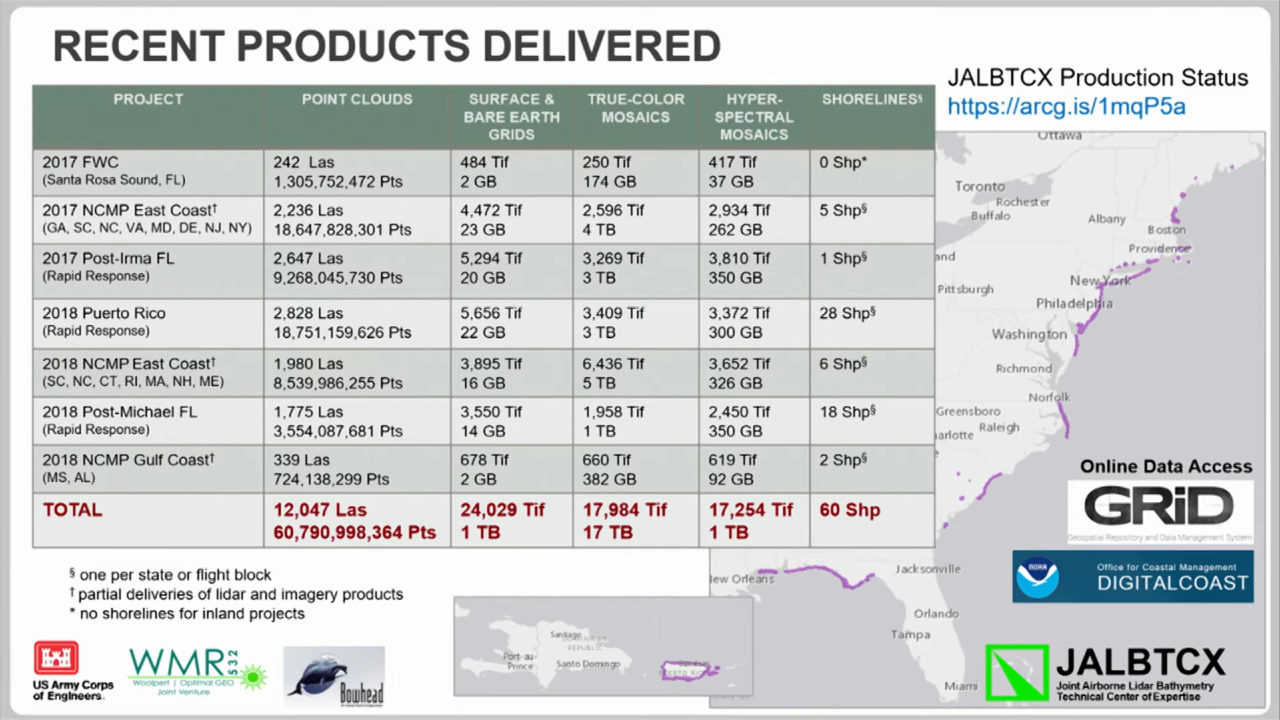 RECENT PRODUCTS DELIVERED
JALBTCX Production Status
https://arcg.is/1mqP5a
PROJECT
POINT CLOUDS
SURFACE &
BARE EARTH
GRIDS
TRUE-COLOR
MOSAICS
HYPER-
SPECTRAL
MOSAICS
SHORELINES§
2017 FWC
(Santa Rosa Sound, FL)
242 Las
1,305,752,472 Pts
484 Tif
2 GB
250 Tif
174 GB
417 Tif
37 GB
0 Shp*
2017 NCMP East Coast†
(GA, SC, NC, VA, MD, DE, NJ, NY)
2,236 Las
18,647,828,301 Pts
4,472 Tif
23 GB
2,596 Tif
4 TB
2,934 Tif
262 GB
5 Shp§
2017 Post-Irma FL
(Rapid Response)
2,647 Las
9,268,045,730 Pts
5,294 Tif
20 GB
3,269 Tif
3 TB
3,810 Tif
350 GB
1 Shp§
2018 Puerto Rico
(Rapid Response)
2,828 Las
18,751,159,626 Pts
5,656 Tif
22 GB
3,409 Tif
3 TB
3,372 Tif
300 GB
28 Shp§
2018 NCMP East Coast†
(SC, NC, CT, RI, MA, NH, ME)
1,980 Las
8,539,986,255 Pts
3,895 Tif
16 GB
6,436 Tif
5 TB
3,652 Tif
326 GB
6 Shp§
2018 Post-Michael FL
(Rapid Response)
1,775 Las
3,554,087,681 Pts
3,550 Tif
14 GB
1,958 Tif
1 TB
2,450 Tif
350 GB
18 Shp§
2018 NCMP Gulf Coast†
(MS, AL)
339 Las
724,138,299 Pts
678 Tif
2 GB
660 Tif
382 GB
619 Tif
92 GB
2 Shp§
TOTAL
12,047 Las
60,790,998,364 Pts
24,029 Tif
1 TB
17,984 Tif
17 TB
17,254 Tif
1 TB
60 Shp
§ one per state or flight block
† partial deliveries of lidar and imagery products
* no shorelines for inland projects
Ottawa
Toronto
Rochester
Buffalo
Albany
Boston
Providence
and
New York
Pittsburgh
Philadelphia
Washington
Richmond
Norfolk
Greensboro
Raleigh
arlotte
Online Data Access
GRiD
Geospatial Repository and Data Management System
NOAA
Office for Coastal Management
DIGITALCOAST
ew Orleans
Jacksonville
Orlando
Tampa
Miami
Santiago
DOMINICAN
REPUBLIC
Port-au-
Prince
Santo Domingo
US Army Corps
of Engineers
WMR 532
Woolpert | Optimal GEO
Joint Venture
Bowhead
JALBTCX
Joint Airborne Lidar Bathymetry
Technical Center of Expertise